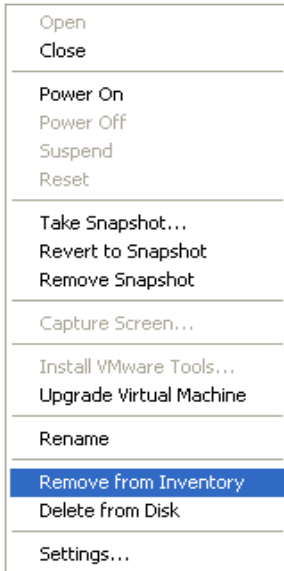 Open
Close
Power On
Power Off
Suspend
Reset
Take Snapshot...
Revert to Snapshot
Remove Snapshot
Capture Screen...
Install VMware Tools...
Upgrade Virtual Machine
Rename
Remove from Inventory
Delete from Disk
Settings...